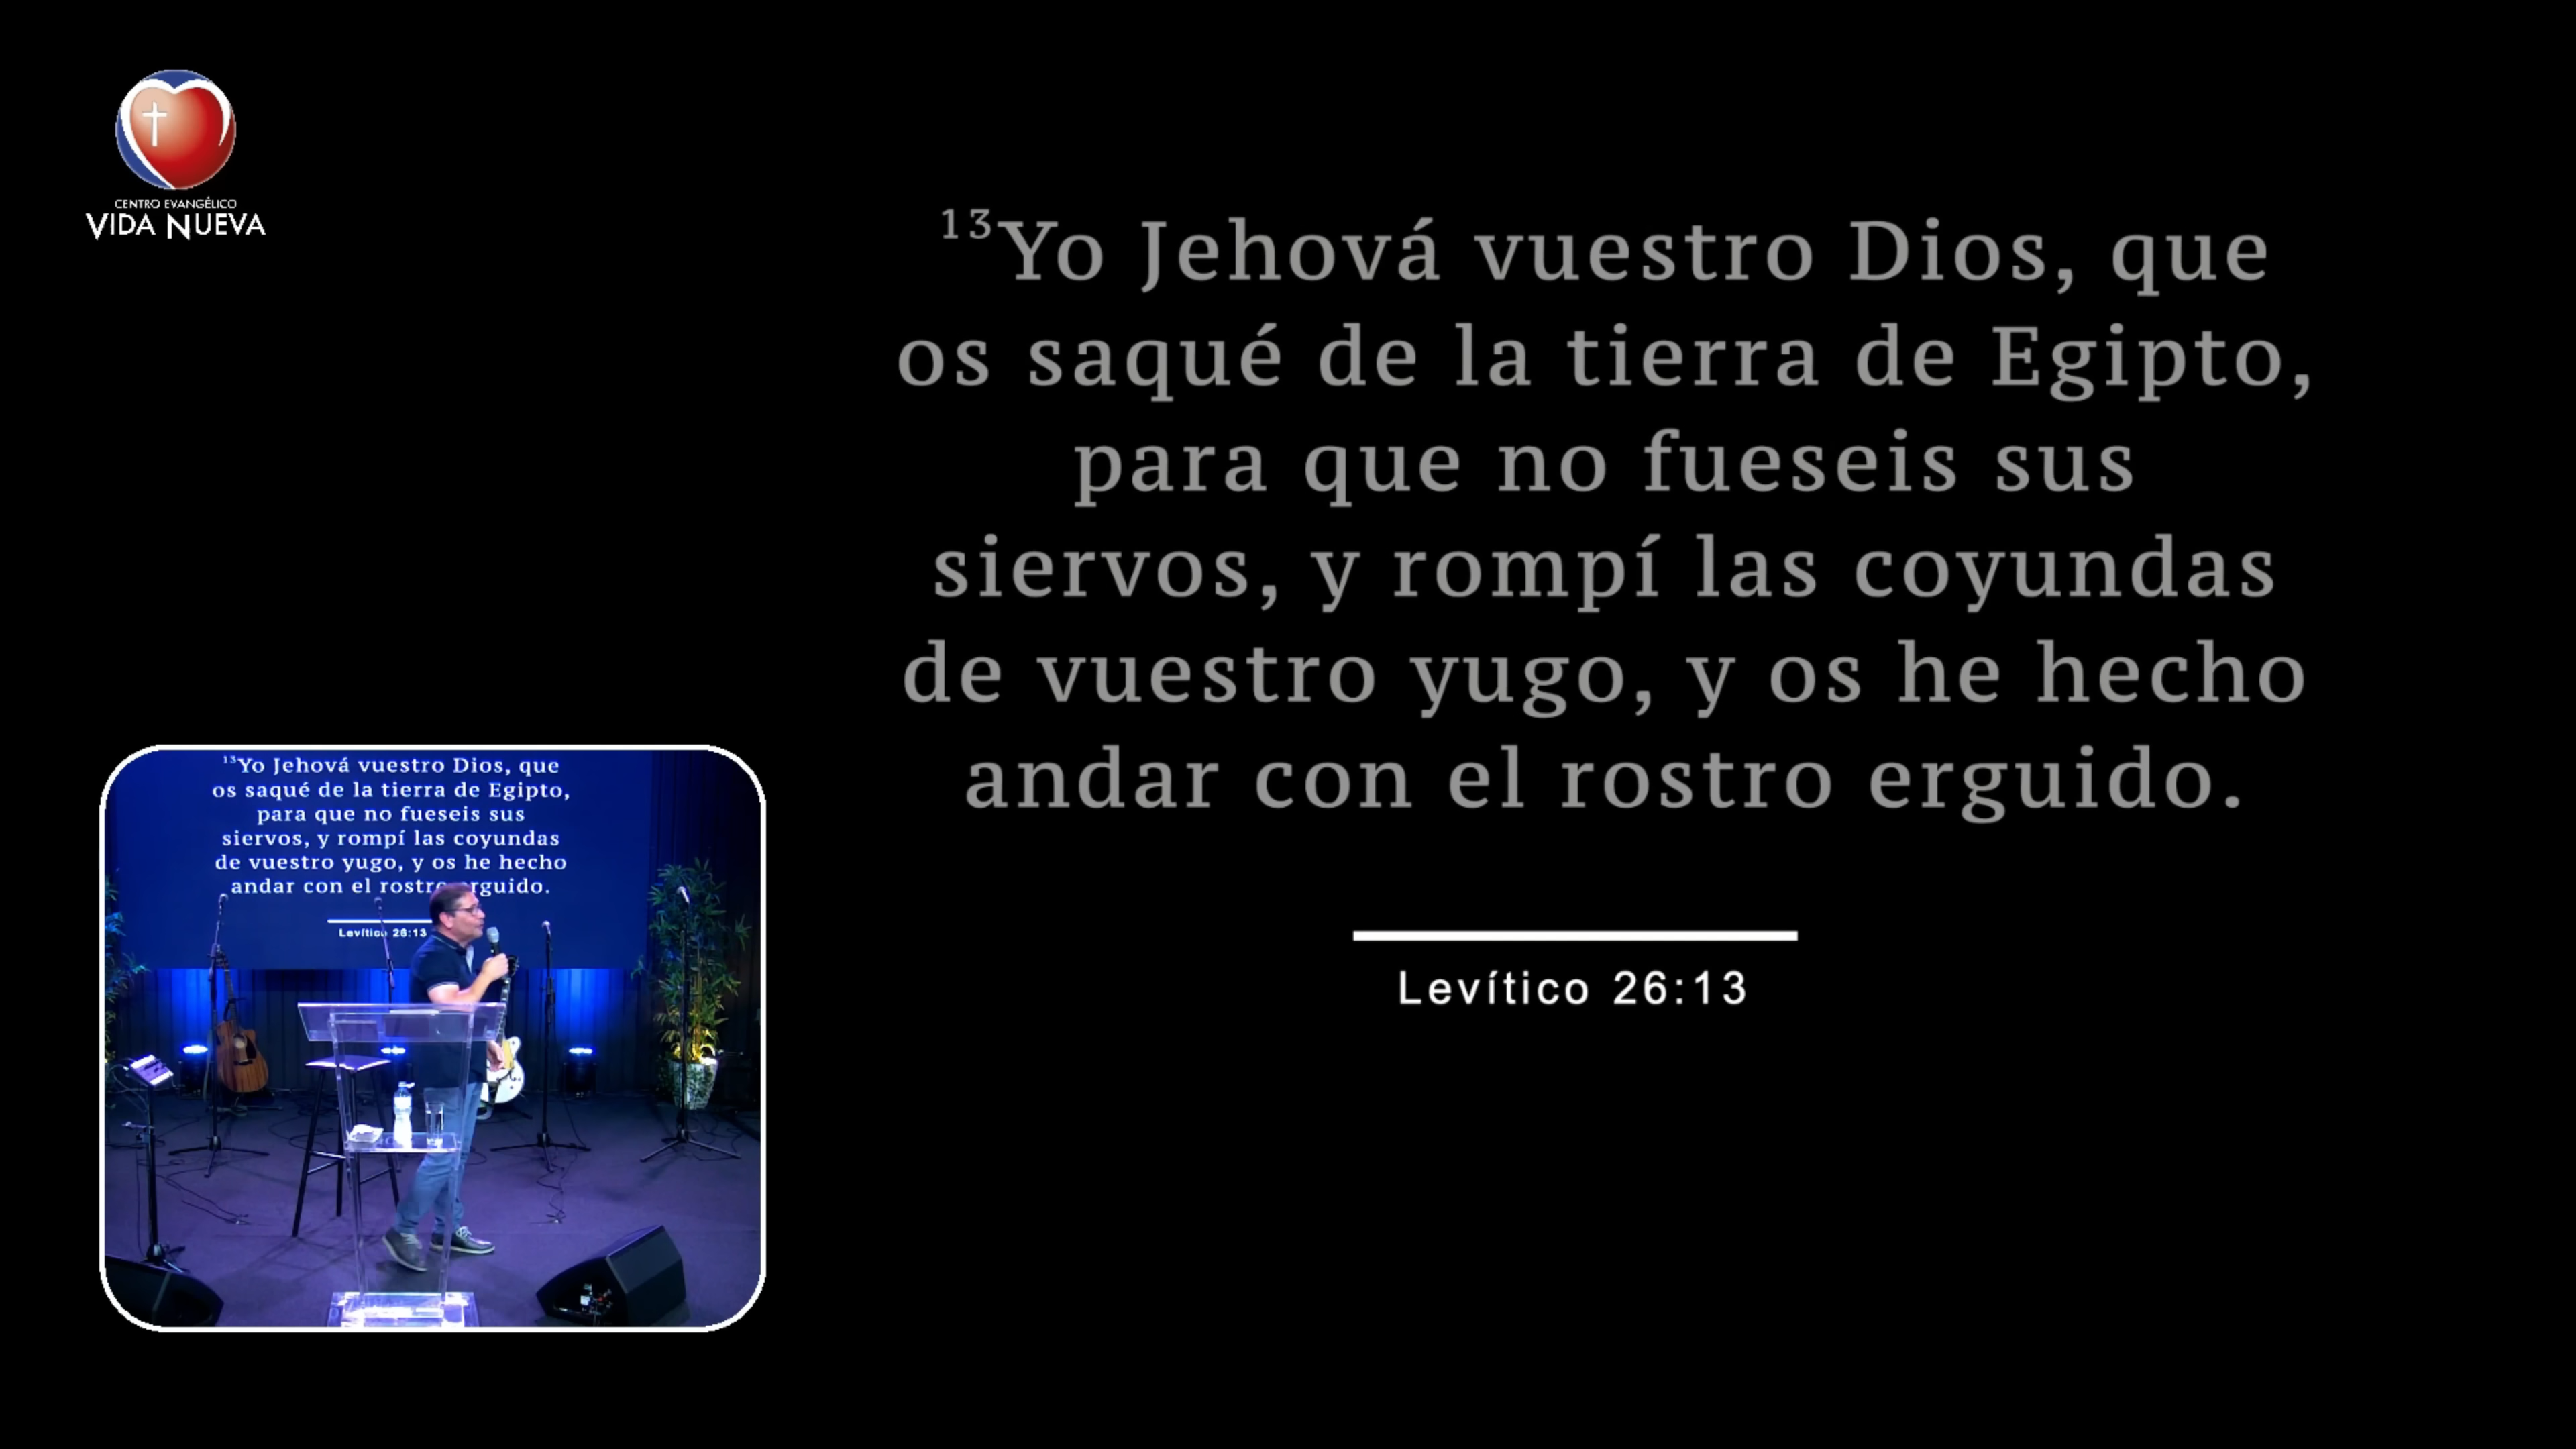 CENTRO EVANGÉLICO
VIDA NUEVA
¹³Yo Jehová vuestro Dios, que
os saqué de la tierra de Egipto,
para que no fueseis sus
siervos, y rompí las coyundas
de vuestro yugo, y os he hecho
andar con el rostro erguido.
Levítico 26:13
¹³Yo Jehová vuestro Dios, que
os saqué de la tierra de Egipto,
para que no fueseis sus
siervos, y rompí las coyundas
de vuestro yugo, y os he hecho
andar con el rostro erguido.
Levítico 26:13